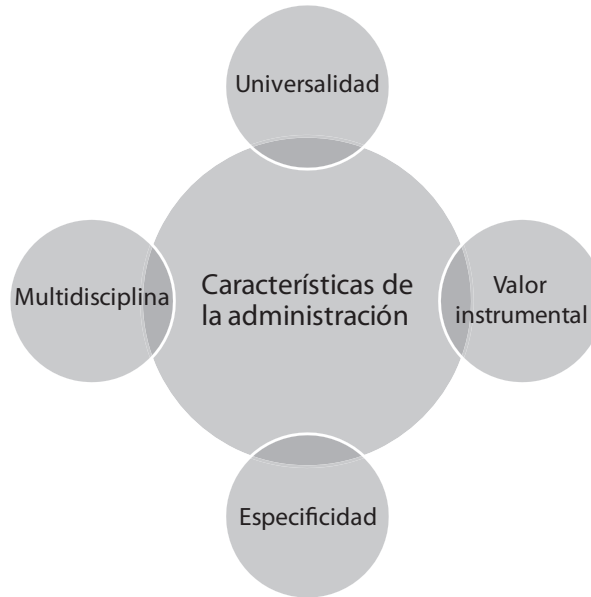 Universalidad
Multidisciplina
Características de
la administración
Valor
instrumental
Especificidad